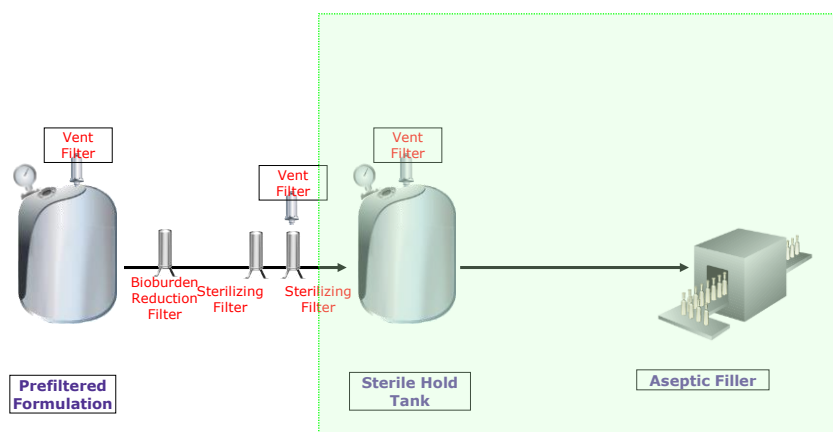 Vent
Filter
Vent
Filter
Vent
Filter
Bioburden
Reduction
Filter
Sterilizing
Filter
Sterilizing
Filter
Prefiltered
Formulation
Sterile Hold
Tank
Aseptic Filler